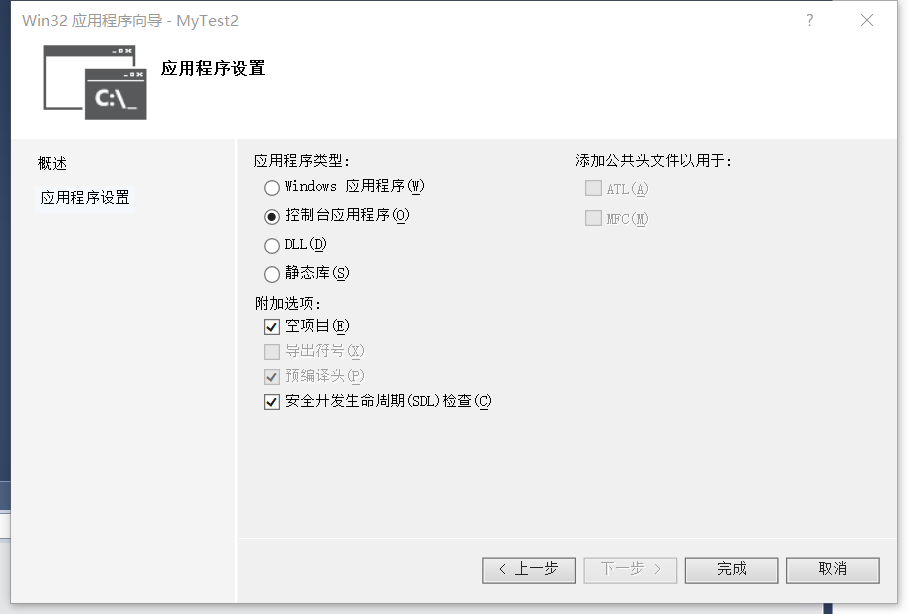 Win32 应用程序向导 - MyTest2
?
C:\_
应用程序设置
概述
应用程序设置
应用程序类型:
Windows 应用程序(W)
控制台应用程序(O)
DLL(D)
静态库(S)
附加选项:
空项目(E)
导出符号(X)
预编译头(P)
安全开发生命周期(SDL)检查(C)
添加公共头文件以用于:
ATL(A)
MFC(M)
< 上一步
下一步 >
完成
取消